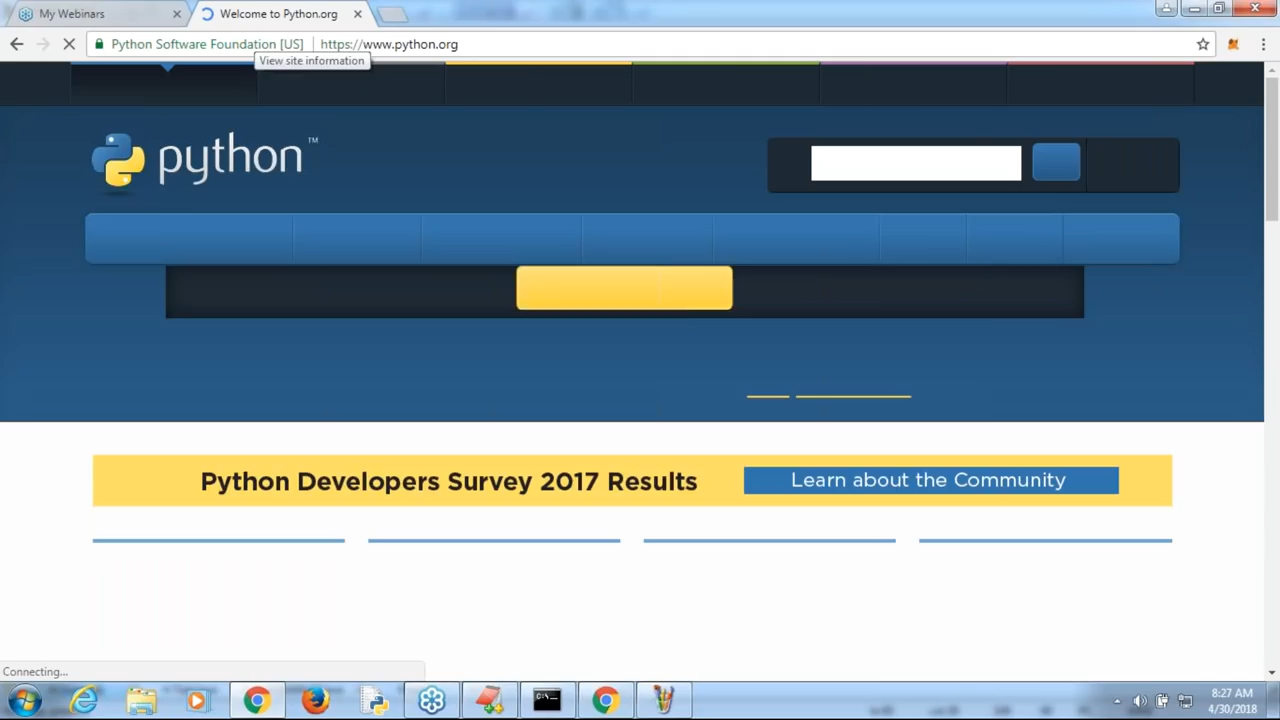 My Webinars
Welcome to Python.org
Python Software Foundation [US]
https://www.python.org
View site information
python™
Python Developers Survey 2017 Results
Learn about the Community
Connecting...
C:\.
8:27 AM
4/30/2018